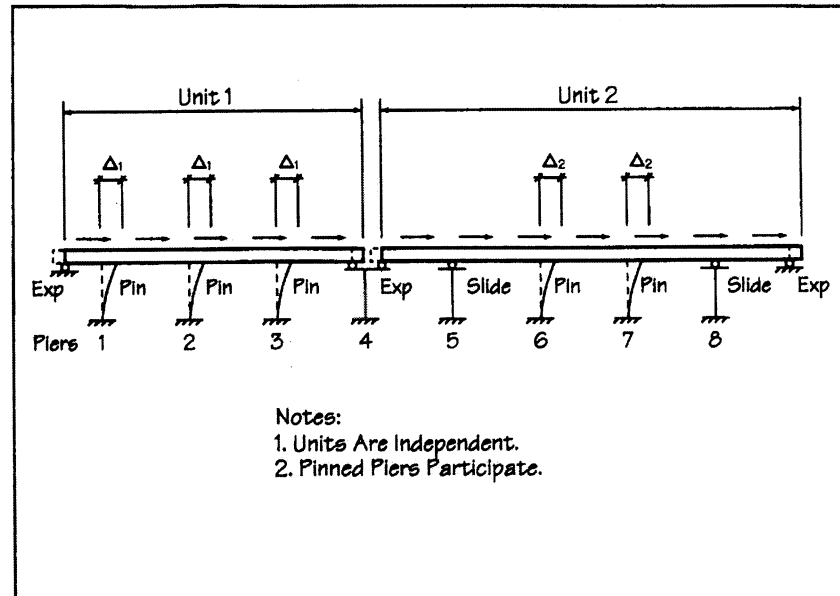 Unit 1 Unit 2
Δ₁ Δ₁ Δ₁ Δ₂ Δ₂
Exp Pin Pin Pin Exp Slide Pin Pin Slide Exp
Piers 1 2 3 4 5 6 7 8
Notes:
1. Units Are Independent.
2. Pinned Piers Participate.